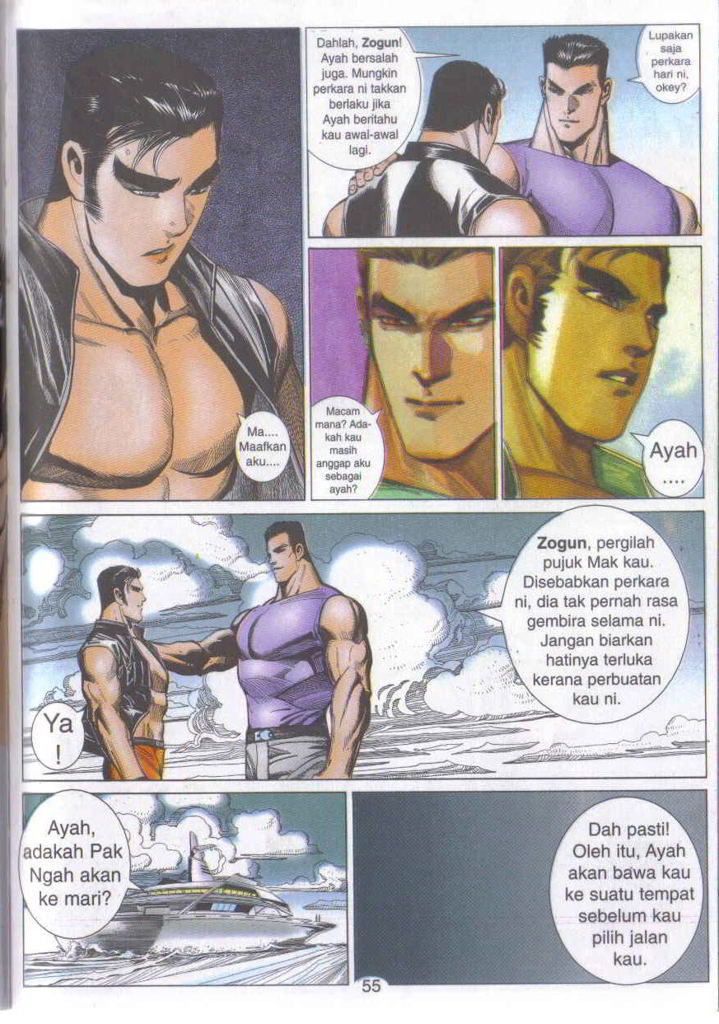 Dahlah, Zogun!
Ayah bersalah
juga. Mungkin
perkara ni takkan
berlaku jika
Ayah beritahu
kau awal-awal
lagi.
Lupakan
saja
perkara
hari ni,
okey?
Ma....
Maafkan
aku....
Macam
mana? Ada-
kah kau
masih
anggap aku
sebagai
ayah?
Ayah
....
Zogun, pergilah
pujuk Mak kau.
Disebabkan perkara
ni, dia tak pernah rasa
gembira selama ni.
Jangan biarkan
hatinya terluka
kerana perbuatan
kau ni.
Ya
!
Ayah,
adakah Pak
Ngah akan
ke mari?
Dah pasti!
Oleh itu, Ayah
akan bawa kau
ke suatu tempat
sebelum kau
pilih jalan
kau.
55